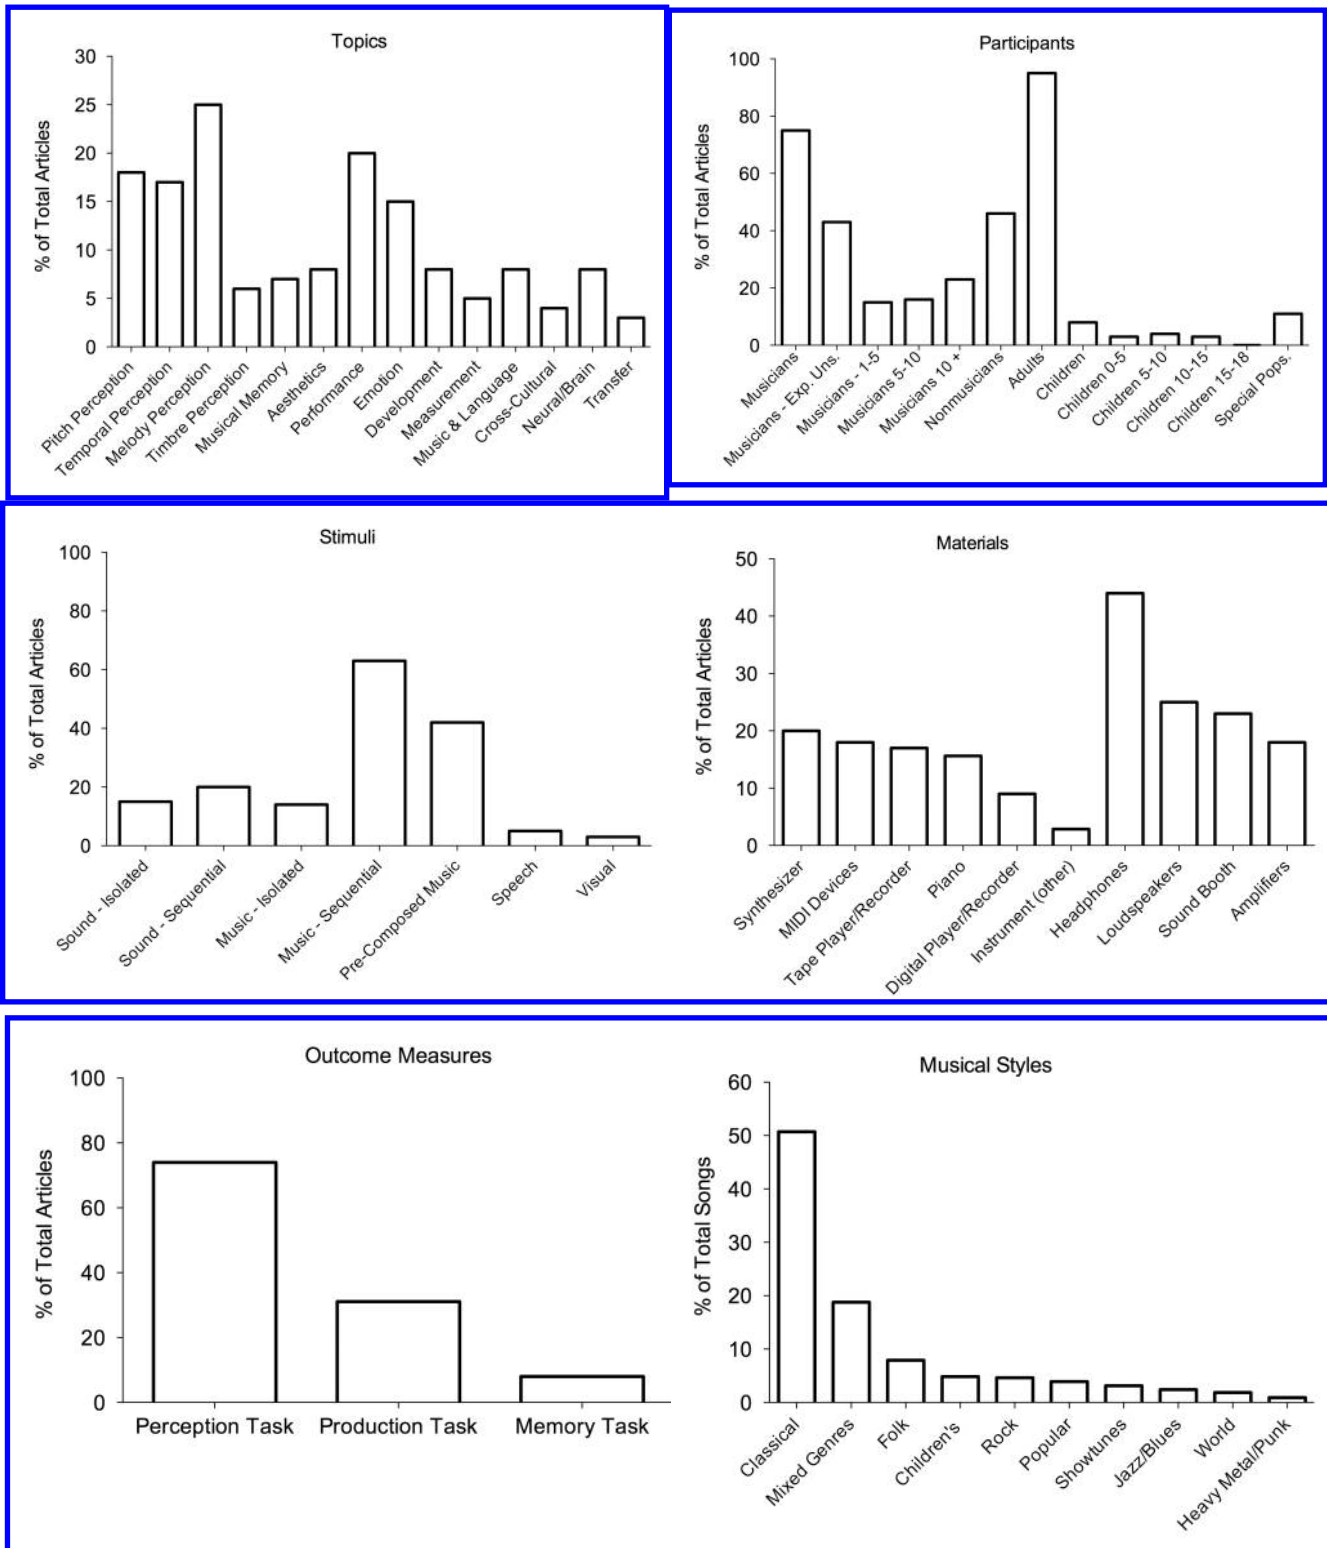 Topics
% of Total Articles
30
25
20
15
10
5
0
Pitch Perception
Temporal Perception
Melody Perception
Timbre Perception
Musical Memory
Aesthetics
Performance
Emotion
Development
Measurement
Music & Language
Cross-Cultural
Neural/Brain
Transfer
Participants
% of Total Articles
100
80
60
40
20
0
Musicians
Musicians - Exp. Uns.
Musicians - 1-5
Musicians 5-10
Musicians 10 +
Nonmusicians
Adults
Children
Children 0-5
Children 5-10
Children 10-15
Children 15-18
Special Pops.
Stimuli
% of Total Articles
100
80
60
40
20
0
Sound - Isolated
Sound - Sequential
Music - Isolated
Music - Sequential
Pre-Composed Music
Speech
Visual
Materials
% of Total Articles
50
40
30
20
10
0
Synthesizer
MIDI Devices
Tape Player/Recorder
Piano
Digital Player/Recorder
Instrument (other)
Headphones
Loudspeakers
Sound Booth
Amplifiers
Outcome Measures
% of Total Articles
100
80
60
40
20
0
Perception Task
Production Task
Memory Task
Musical Styles
% of Total Songs
60
50
40
30
20
10
0
Classical
Mixed Genres
Folk
Children's
Rock
Popular
Showtunes
Jazz/Blues
World
Heavy Metal/Punk